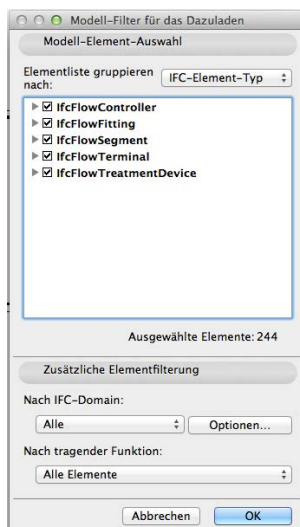 Modell-Filter für das Dazuladen
Modell-Element-Auswahl
Elementliste gruppieren
nach:
IFC-Element-Typ
IfcFlowController
IfcFlowFitting
IfcFlowSegment
IfcFlowTerminal
IfcFlowTreatmentDevice
Ausgewählte Elemente: 244
Zusätzliche Elementfilterung
Nach IFC-Domain:
Alle Optionen...
Nach tragender Funktion:
Alle Elemente
Abbrechen OK